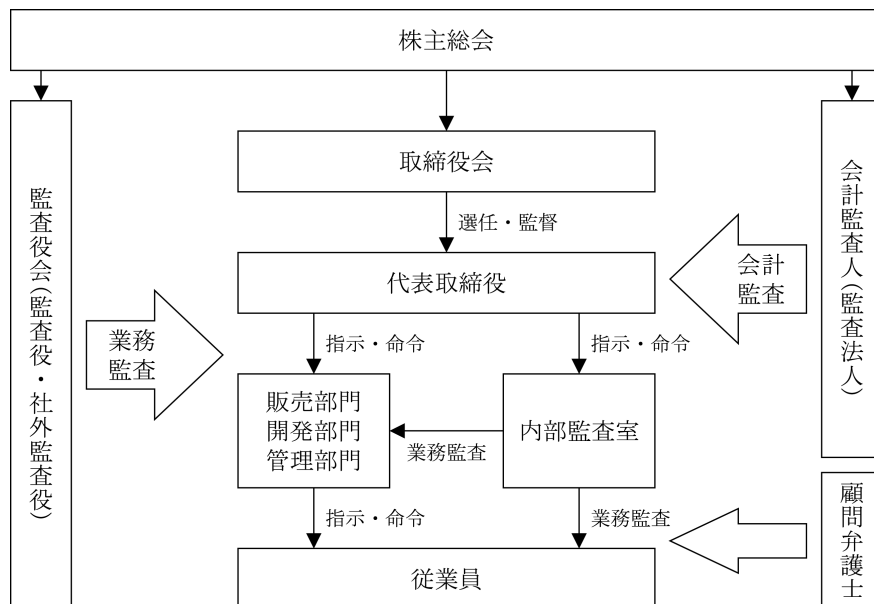 株主総会
取締役会
選任・監督
代表取締役
監査役会(監査役・社外監査役)
業務
監査
会計
監査
会計監査人(監査法人)
指示・命令
指示・命令
販売部門
開発部門
管理部門
業務監査
内部監査室
指示・命令
業務監査
顧問弁護士
従業員